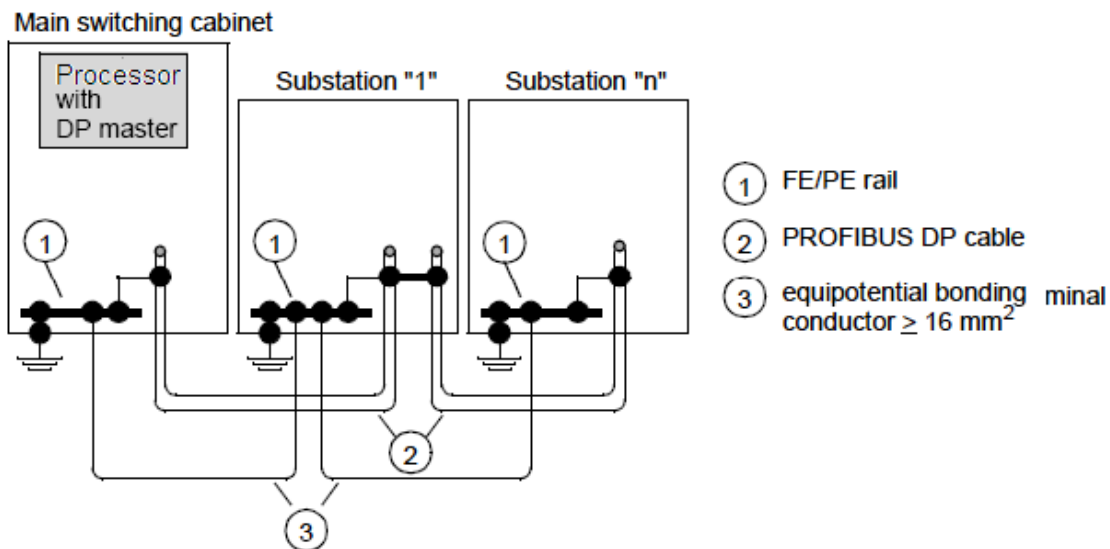 Main switching cabinet
Processor
with
DP master
Substation "1"
Substation "n"
1
1
1
2
3
1 FE/PE rail
2 PROFIBUS DP cable
3 equipotential bonding minal
conductor ≥ 16 mm²